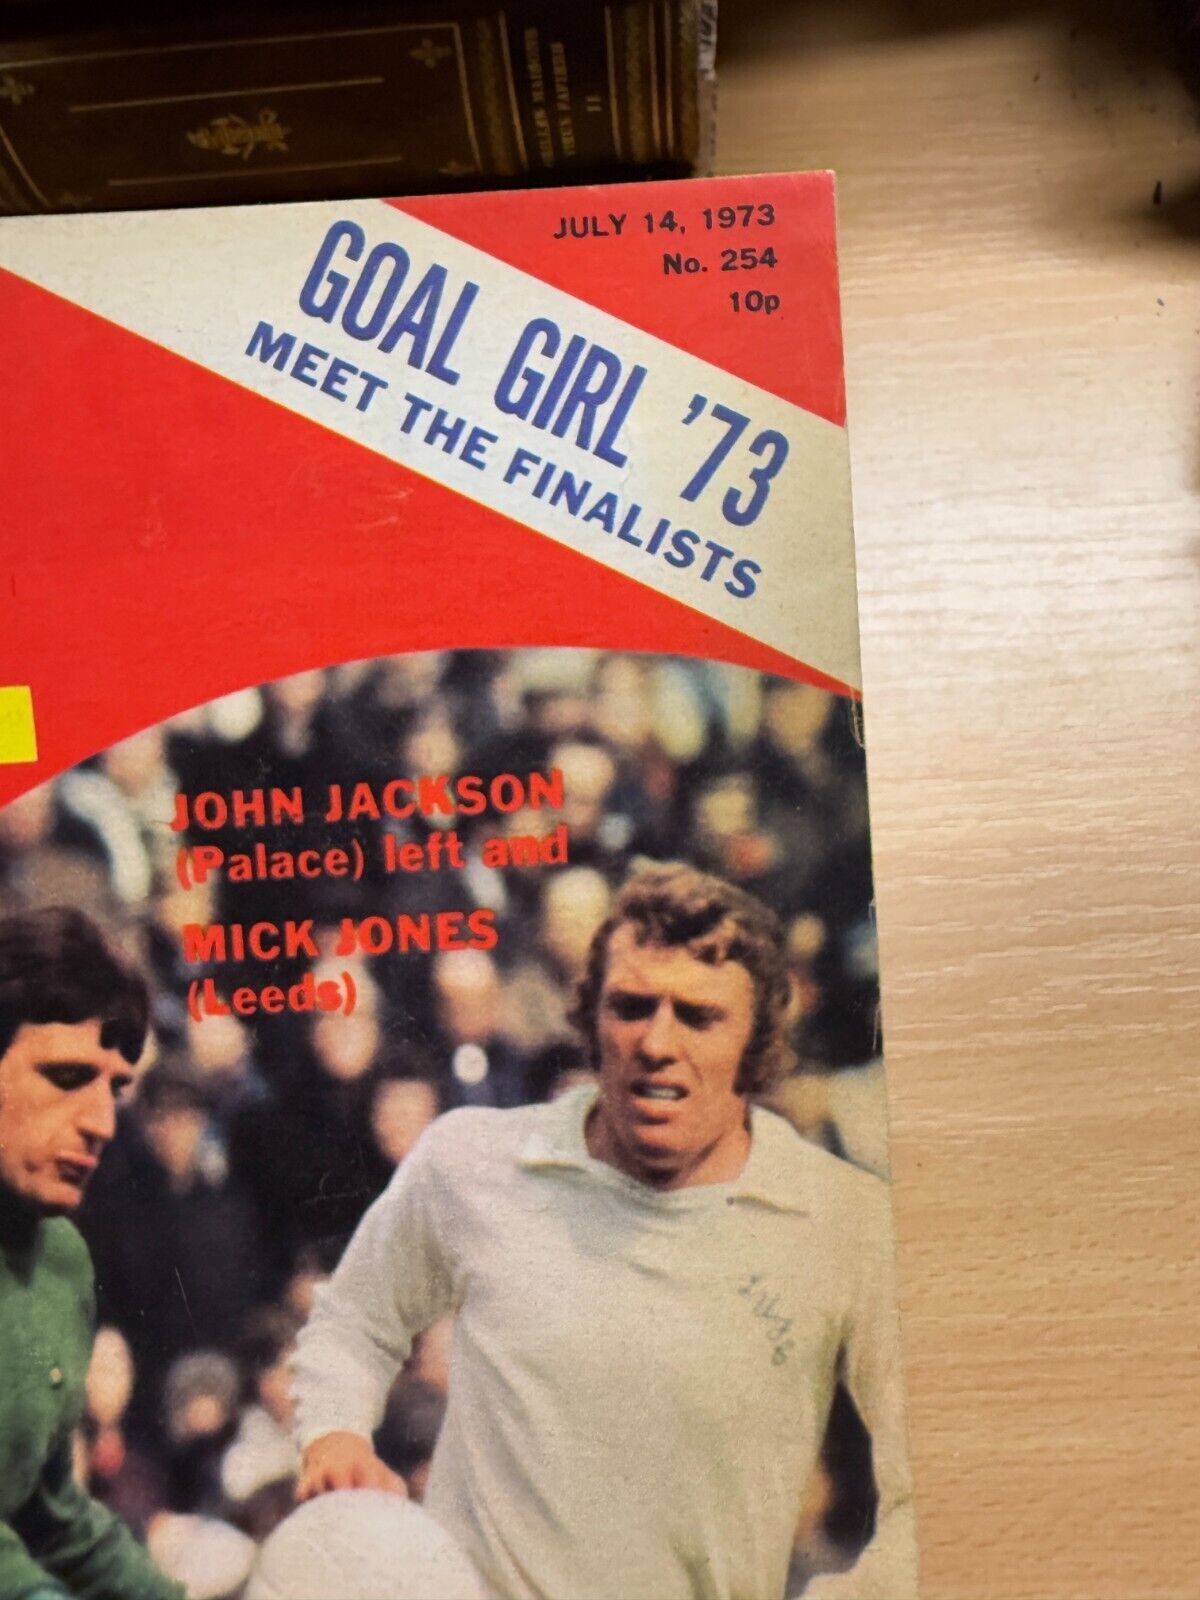 JULY 14, 1973
No. 254
10p
GOAL GIRL '73
MEET THE FINALISTS
JOHN JACKSON
(Palace) left and
MICK JONES
(Leeds)
II